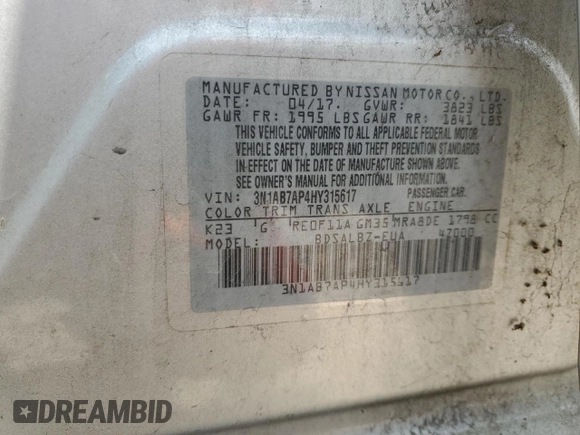 MANUFACTURED BY NISSAN MOTOR CO., LTD.
DATE: 04/17. GVWR: 3823 LBS
GAWR FR: 1995 LBS GAWR RR: 1841 LBS
THIS VEHICLE CONFORMS TO ALL APPLICABLE FEDERAL MOTOR
VEHICLE SAFETY, BUMPER AND THEFT PREVENTION STANDARDS
IN EFFECT ON THE DATE OF MANUFACTURE SHOWN ABOVE.
SEE OWNER'S MANUAL FOR ADDITIONAL INFORMATION.
VIN: 3N1AB7AP4HY315617 PASSENGER CAR.
COLOR TRIM TRANS AXLE ENGINE
K23 G RE0F11A GM35 MRA8DE 1798 CC
MODEL: BDSALBZ-EUA 4Z000
3N1AB7AP4HY315617
DREAMBID